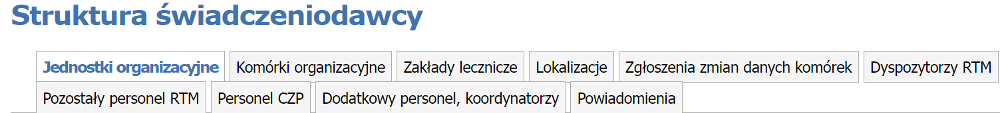 Struktura świadczeniodawcy
Jednostki organizacyjne Komórki organizacyjne Zakłady lecznicze Lokalizacje Zgłoszenia zmian danych komórek Dyspozytorzy RTM
Pozostały personel RTM Personel CZP Dodatkowy personel, koordynatorzy Powiadomienia